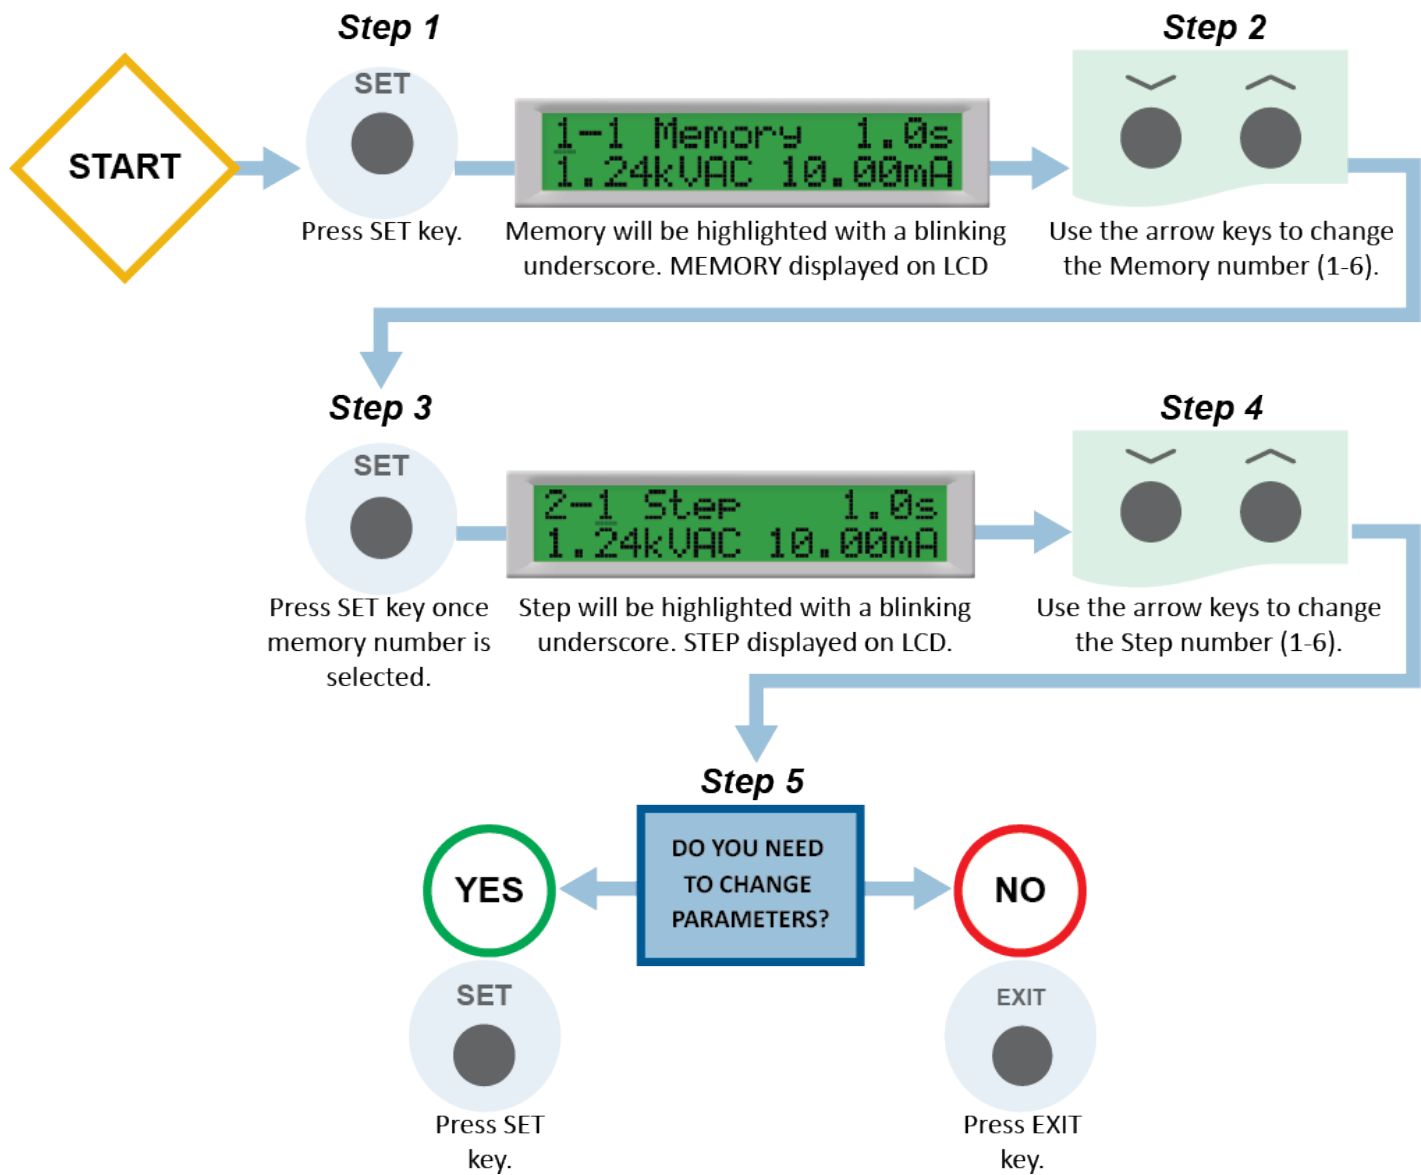 Step 1
Step 2
START
SET
1-1 Memory 1.0s
1.24kVAC 10.00mA
Press SET key.
Memory will be highlighted with a blinking
underscore. MEMORY displayed on LCD
Use the arrow keys to change
the Memory number (1-6).
Step 3
Step 4
SET
2-1 Step 1.0s
1.24kVAC 10.00mA
Press SET key once
memory number is
selected.
Step will be highlighted with a blinking
underscore. STEP displayed on LCD.
Use the arrow keys to change
the Step number (1-6).
Step 5
DO YOU NEED
TO CHANGE
PARAMETERS?
YES
NO
SET
EXIT
Press SET
key.
Press EXIT
key.